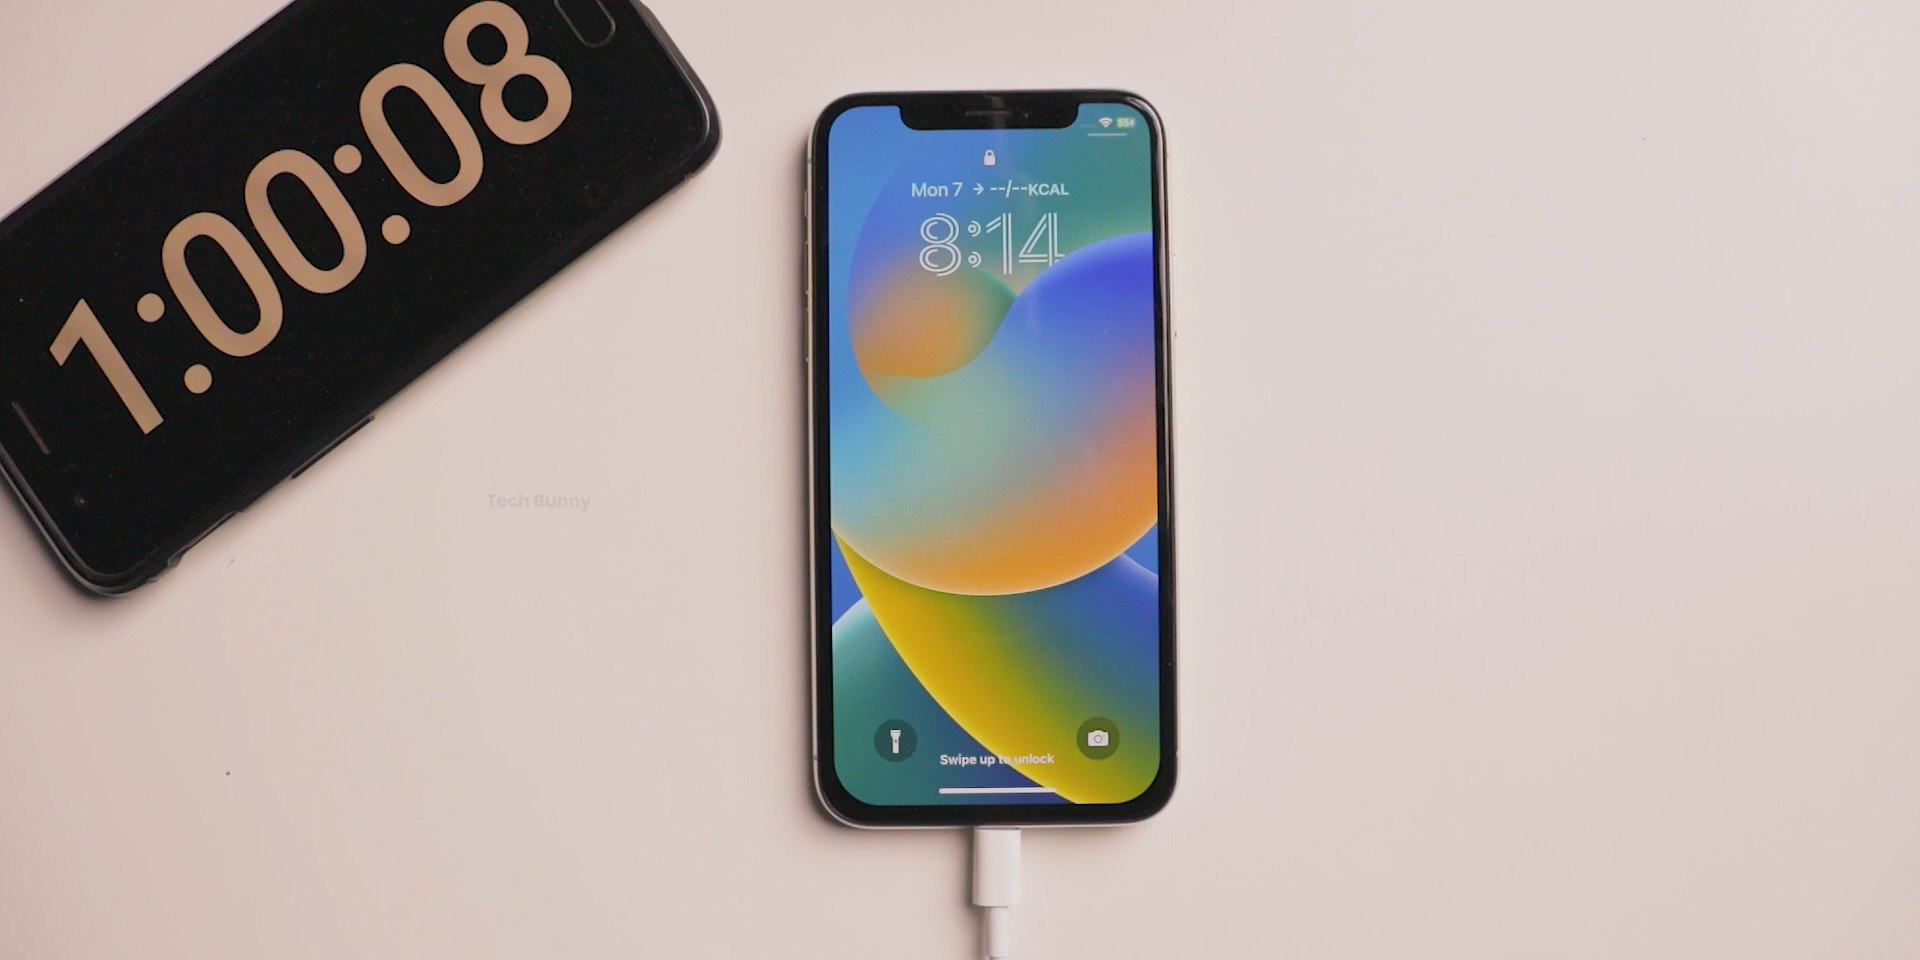 1:00:08
Mon 7 → --/--KCAL
8:14
Tech Bunny
Swipe up to unlock